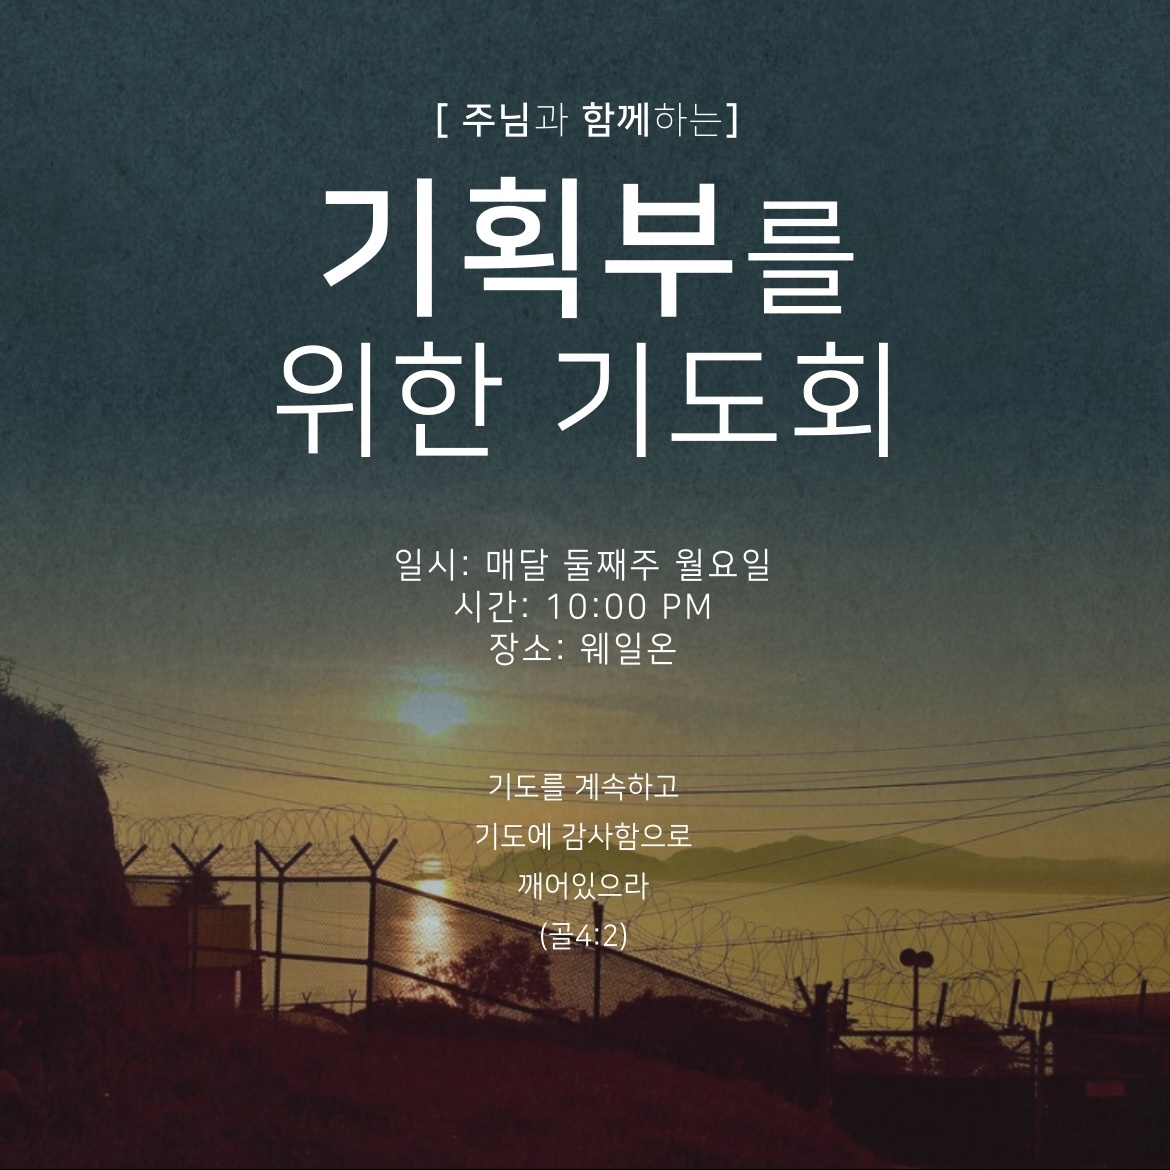 [ 주님과 함께하는]
기획부를
위한 기도회
일시: 매달 둘째주 월요일
시간: 10:00 PM
장소: 웨일온
기도를 계속하고
기도에 감사함으로
깨어있으라
(골4:2)